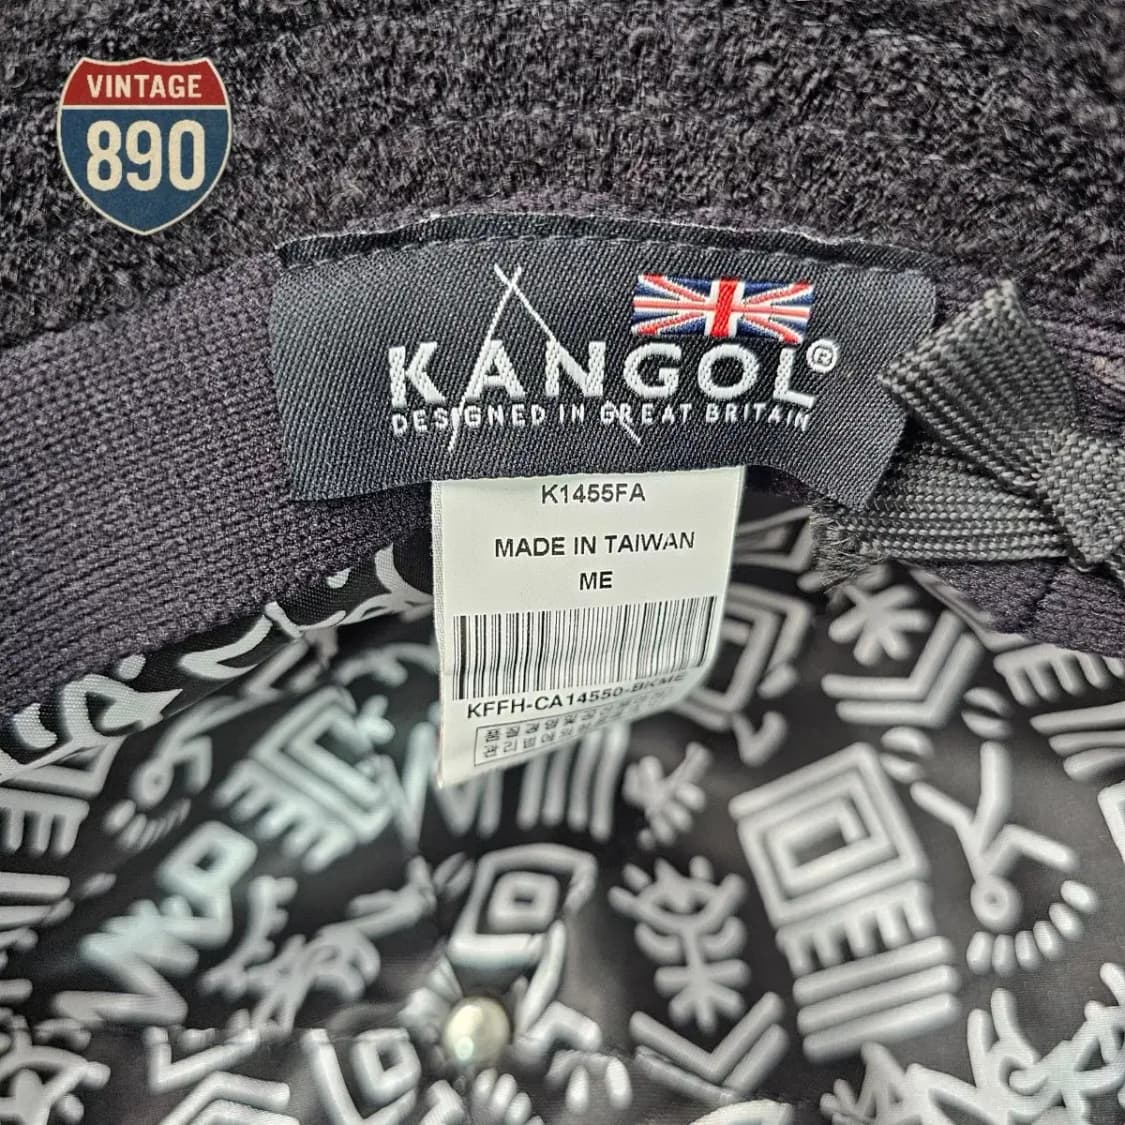 VINTAGE
890
KANGOL®
DESIGNED IN GREAT BRITAIN
K1455FA
MADE IN TAIWAN
ME
KFFH-CA14550-BKME